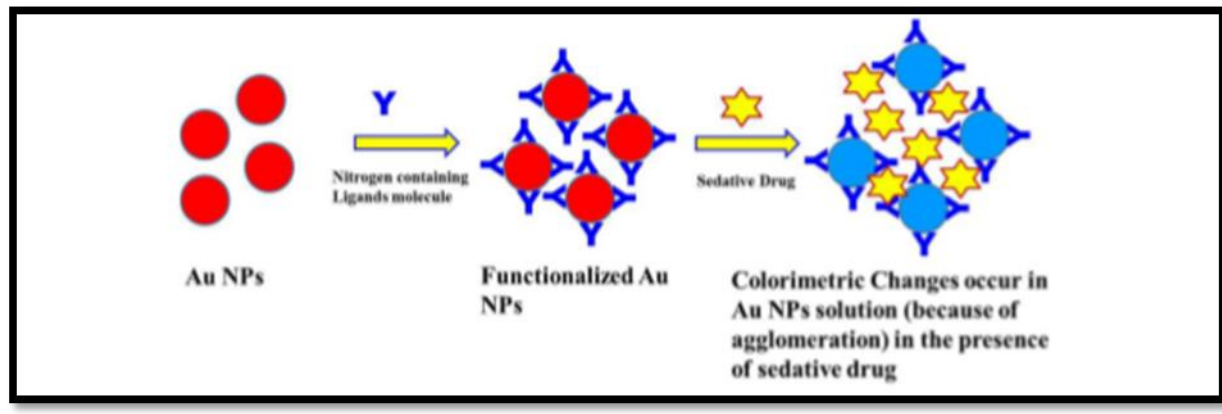 Nitrogen containing
Ligands molecule
Sedative Drug
Au NPs
Functionalized Au
NPs
Colorimetric Changes occur in
Au NPs solution (because of
agglomeration) in the presence
of sedative drug